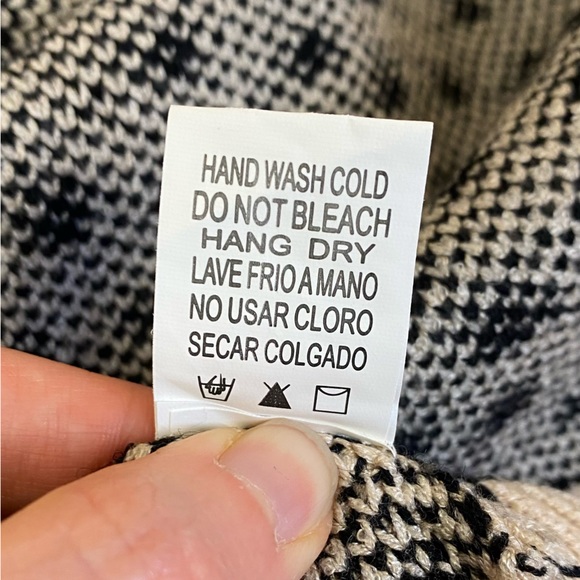 HAND WASH COLD
DO NOT BLEACH
HANG DRY
LAVE FRIO A MANO
NO USAR CLORO
SECAR COLGADO